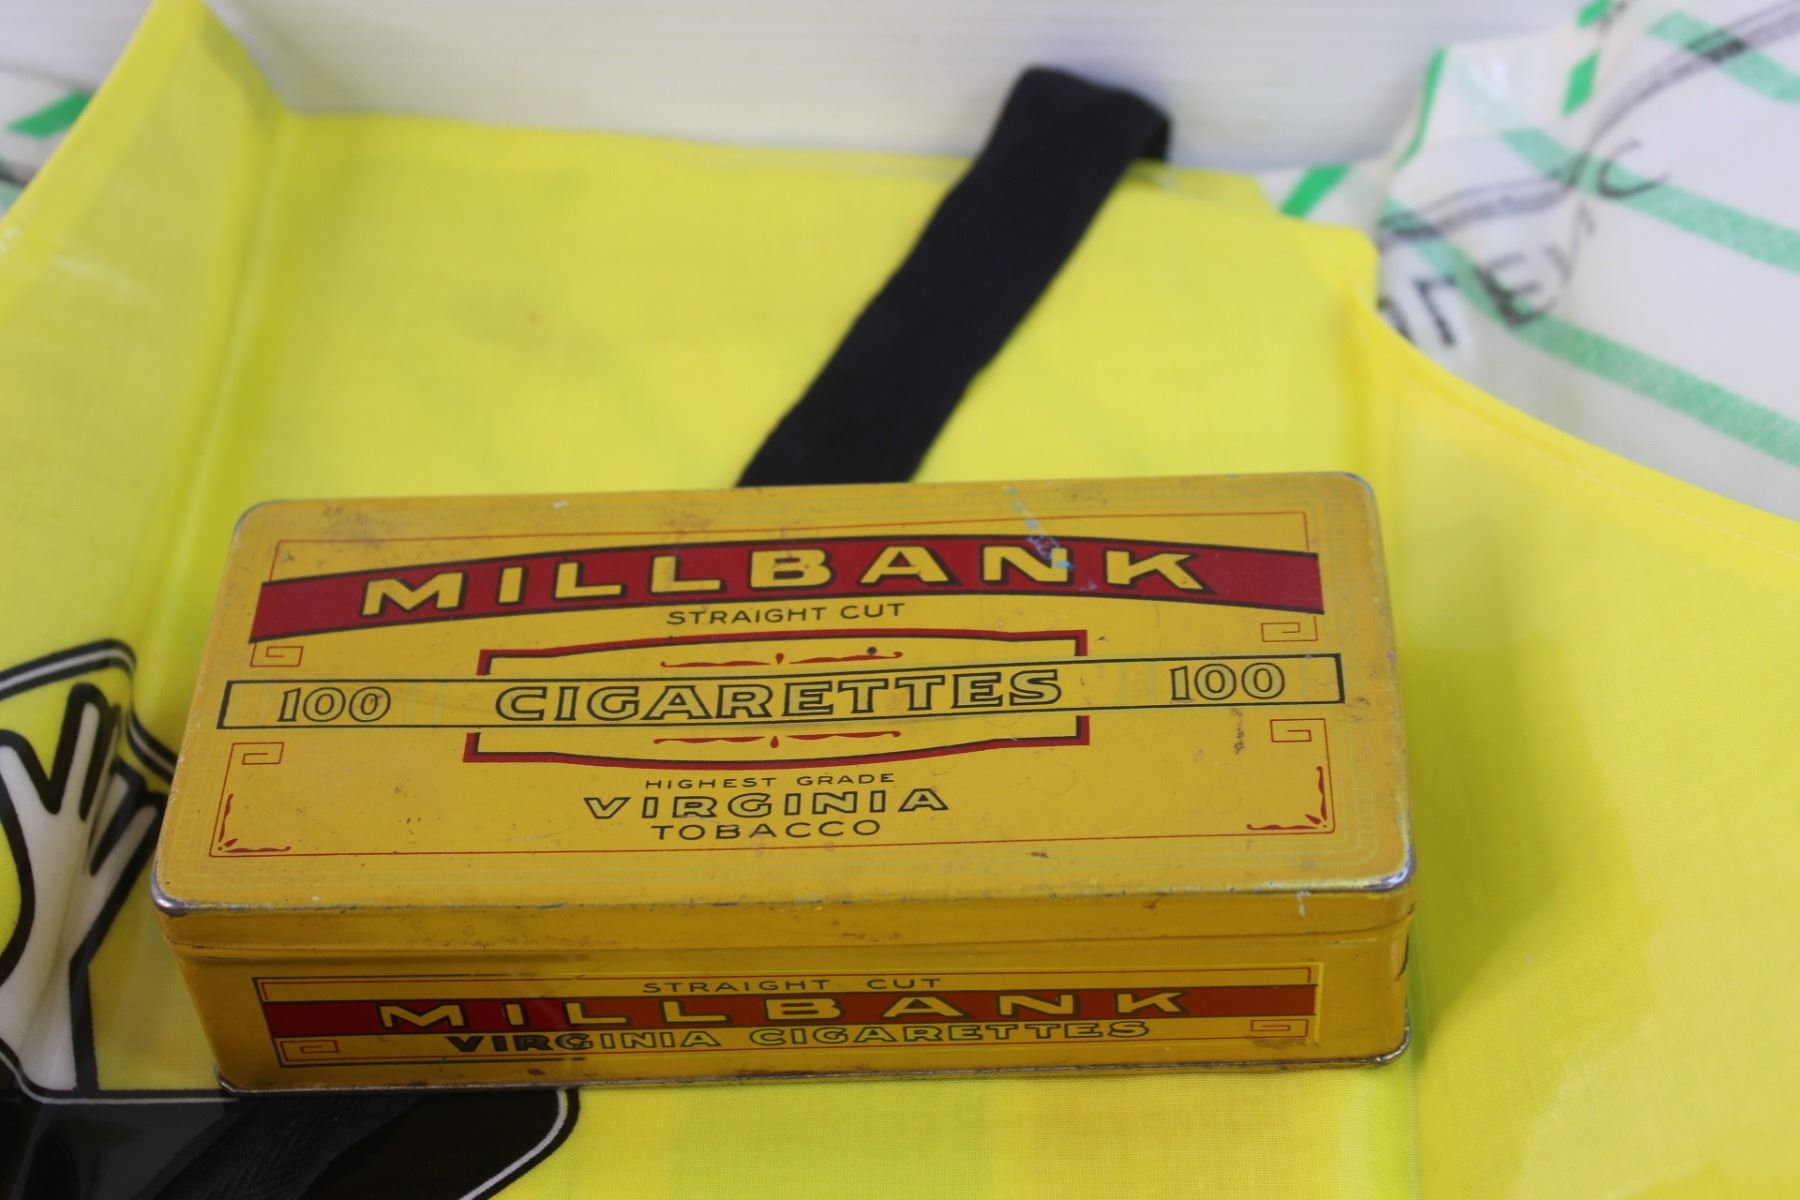 MILLBANK
STRAIGHT CUT
100 CIGARETTES 100
HIGHEST GRADE
VIRGINIA
TOBACCO
STRAIGHT CUT
MILLBANK
VIRGINIA CIGARETTES